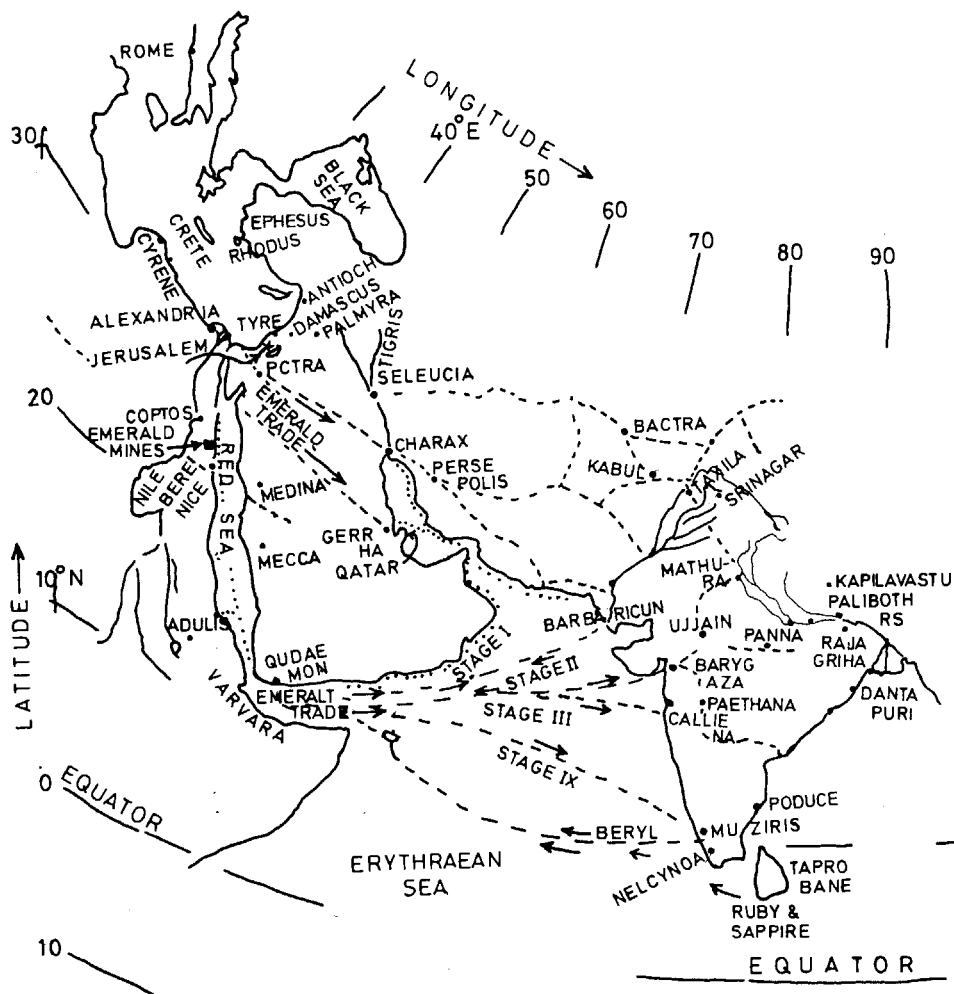 ROME
LONGITUDE
40°E
50
60
70
80
90
30
BLACK
SEA
CRETE
EPHESUS
RHODUS
CYRENE
ANTIOCH
DAMASCUS
PALMYRA
ALEXANDRIA
TYRE
JERUSALEM
TIGRIS
PCTRA
SELEUCIA
20
COPTOS
EMERALD
MINES
EMERALD
TRADE
CHARAX
BACTRA
KABUL
TAXILA
SRINAGAR
PERSE
POLIS
NILE
BERE
NICE
RED SEA
MEDINA
MECCA
GERR
HA
QATAR
MATHU-
RA
KAPILAVASTU
PALIBOTH
RS
10°N
LATITUDE
ADULIS
BARBARICUN
UJJAIN
PANNA
RAJA
GRIHA
QUDAE
MON
STAGE I
STAGE II
BARYG
AZA
DANTA
PURI
VARVARA
EMERALT
TRADE
STAGE III
PAETHANA
CALLIE
NA
STAGE IX
0
EQUATOR
PODUCE
BERYL
MUZIRIS
ERYTHRAEAN
SEA
NELCYNOA
TAPRO
BANE
RUBY &
SAPPIRE
10
EQUATOR